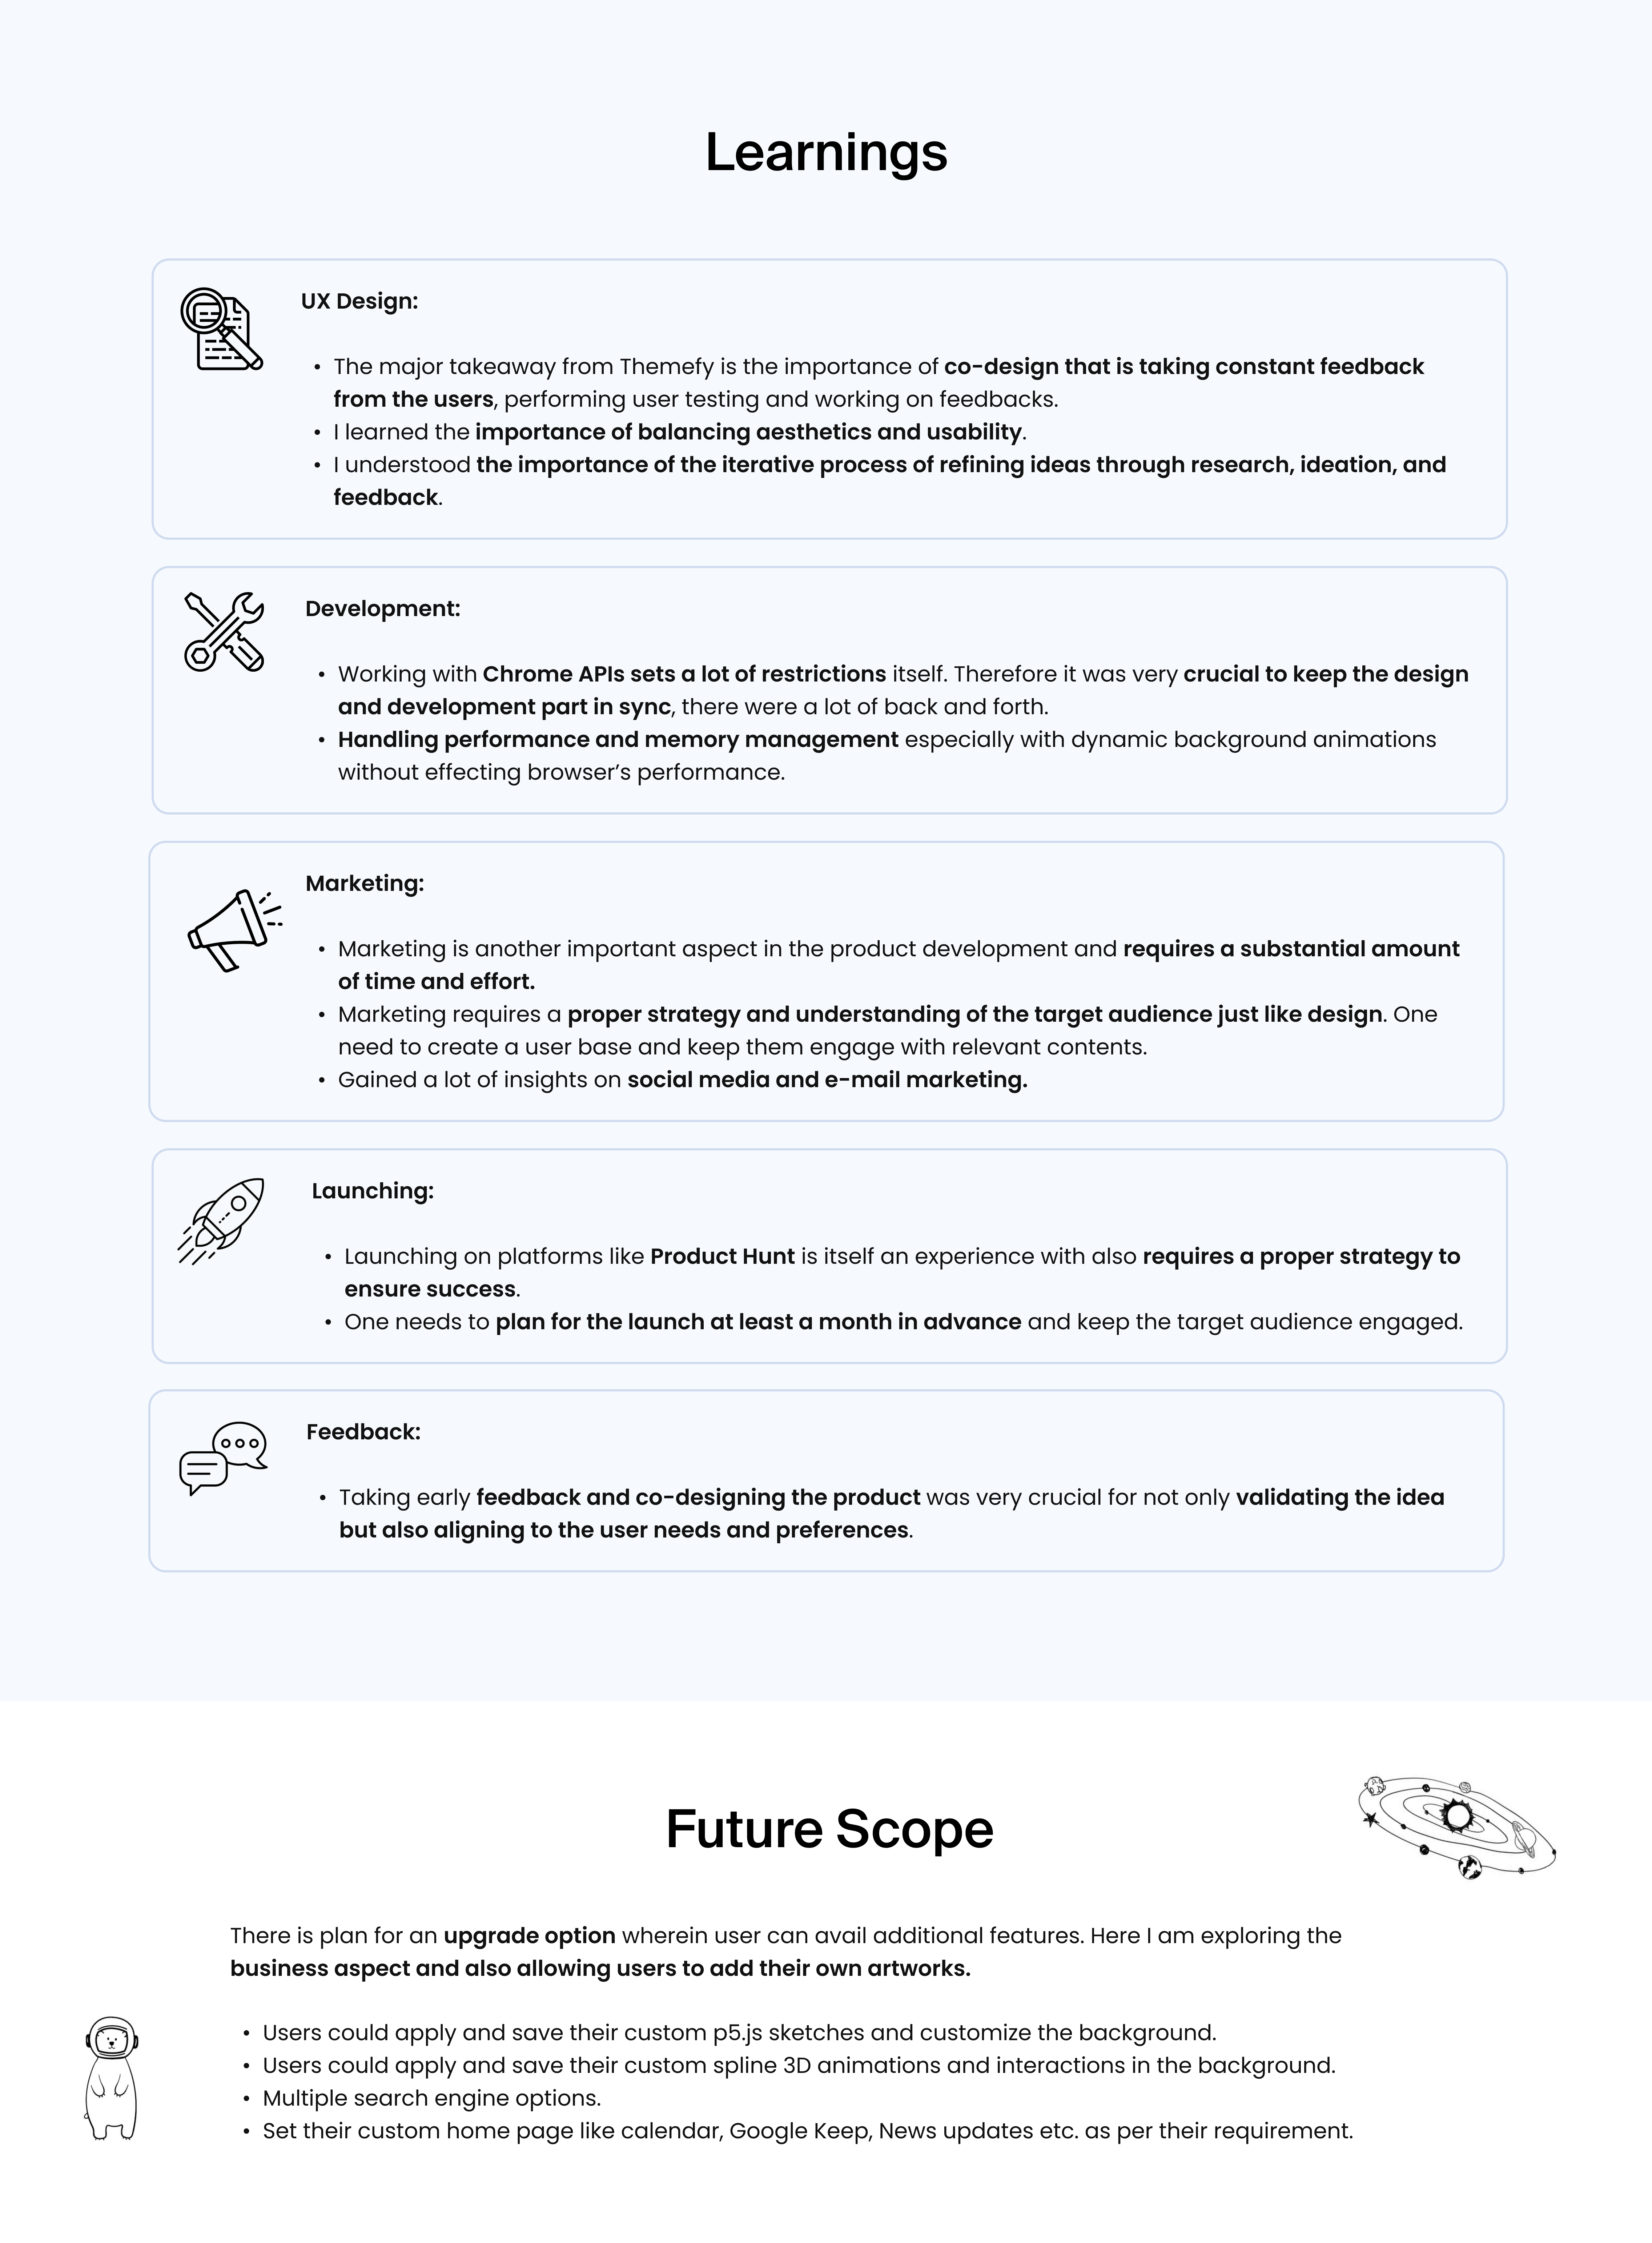 Learnings
UX Design:
• The major takeaway from Themefy is the importance of co-design that is taking constant feedback
from the users, performing user testing and working on feedbacks.
• I learned the importance of balancing aesthetics and usability.
• I understood the importance of the iterative process of refining ideas through research, ideation, and
feedback.
Development:
• Working with Chrome APIs sets a lot of restrictions itself. Therefore it was very crucial to keep the design
and development part in sync, there were a lot of back and forth.
• Handling performance and memory management especially with dynamic background animations
without effecting browser's performance.
Marketing:
• Marketing is another important aspect in the product development and requires a substantial amount
of time and effort.
• Marketing requires a proper strategy and understanding of the target audience just like design. One
need to create a user base and keep them engage with relevant contents.
• Gained a lot of insights on social media and e-mail marketing.
Launching:
• Launching on platforms like Product Hunt is itself an experience with also requires a proper strategy to
ensure success.
• One needs to plan for the launch at least a month in advance and keep the target audience engaged.
Feedback:
• Taking early feedback and co-designing the product was very crucial for not only validating the idea
but also aligning to the user needs and preferences.
Future Scope
There is plan for an upgrade option wherein user can avail additional features. Here I am exploring the
business aspect and also allowing users to add their own artworks.
• Users could apply and save their custom p5.js sketches and customize the background.
• Users could apply and save their custom spline 3D animations and interactions in the background.
• Multiple search engine options.
• Set their custom home page like calendar, Google Keep, News updates etc. as per their requirement.